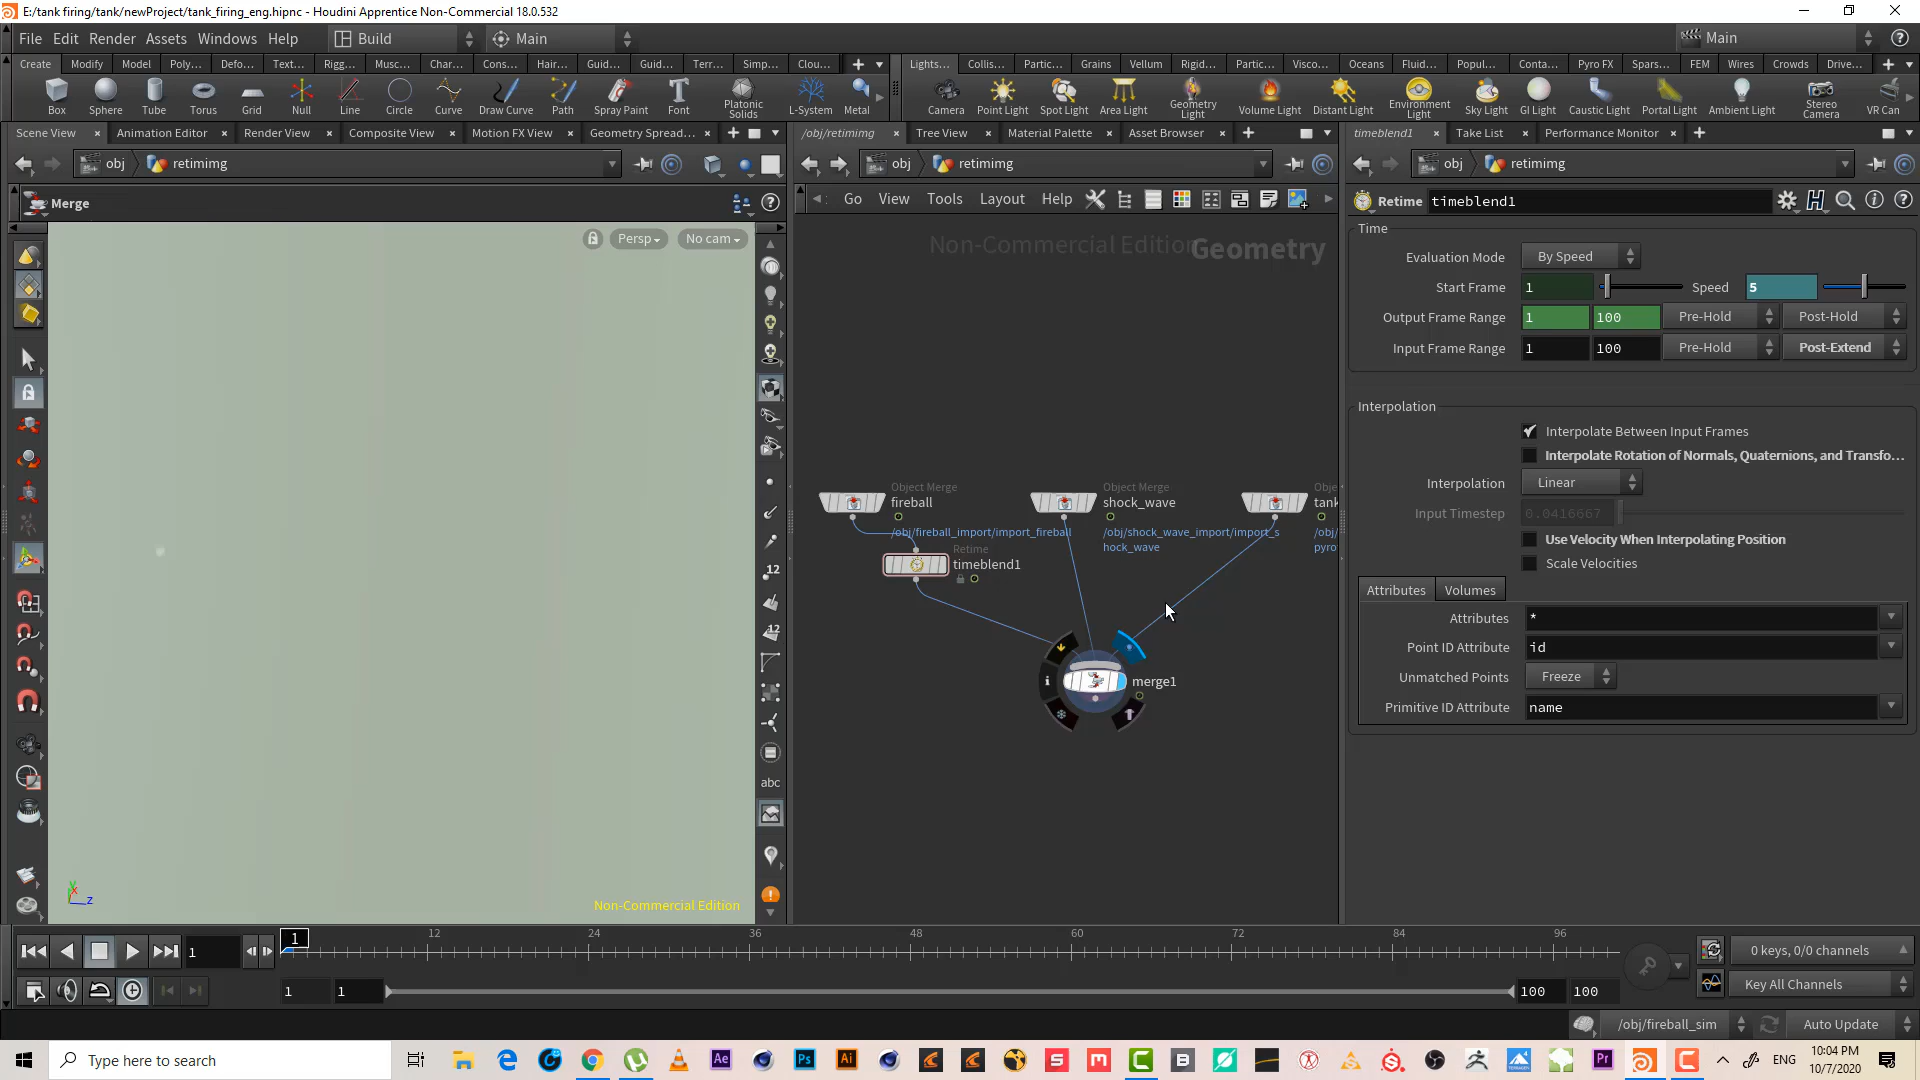 E:/tank firing/tank/newProject/tank_firing_eng.hipnc - Houdini Apprentice Non-Commercial 18.0.532
File Edit Render Assets Windows Help Build Main Main
Create Modify Model Poly... Defo... Text... Rigg... Musc... Char... Cons... Hair... Guid... Guid... Terr... Simp... Clou... Lights... Collis... Partic... Grains Vellum Rigid... Partic... Visco... Oceans Fluid... Popul... Conta... Pyro FX Spars... FEM Wires Crowds Drive...
Box Sphere Tube Torus Grid Null Line Circle Curve Draw Curve Path Spray Paint Font Platonic Solids L-System Metal Camera Point Light Spot Light Area Light Geometry Light Volume Light Distant Light Environment Light Sky Light GI Light Caustic Light Portal Light Ambient Light Stereo Camera VR Can
Scene View Animation Editor Render View Composite View Motion FX View Geometry Spread... /obj/retimimg Tree View Material Palette Asset Browser timeblend1 Take List Performance Monitor
obj retimimg obj retimimg obj retimimg
Merge Go View Tools Layout Help Retime timeblend1
Persp No cam
Non-Commercial Edition Geometry
Time
Evaluation Mode By Speed
Start Frame 1 Speed 5
Output Frame Range 1 100 Pre-Hold Post-Hold
Input Frame Range 1 100 Pre-Hold Post-Extend
Interpolation
Interpolate Between Input Frames
Interpolate Rotation of Normals, Quaternions, and Transfo...
Interpolation Linear
Input Timestep 0.0416667
Use Velocity When Interpolating Position
Scale Velocities
Attributes Volumes
Attributes *
Point ID Attribute id
Unmatched Points Freeze
Primitive ID Attribute name
Object Merge
fireball
/obj/fireball_import/import_fireball
Retime
timeblend1
Object Merge
shock_wave
/obj/shock_wave_import/import_s
hock_wave
Obje
tank
/obj/
pyro
i
merge1
12
12
abc
y
x
z
Non-Commercial Edition
1 1 12 24 36 48 60 72 84 96 0 keys, 0/0 channels
1 1 100 100 Key All Channels
/obj/fireball_sim Auto Update
Type here to search
ENG
10:04 PM
10/7/2020